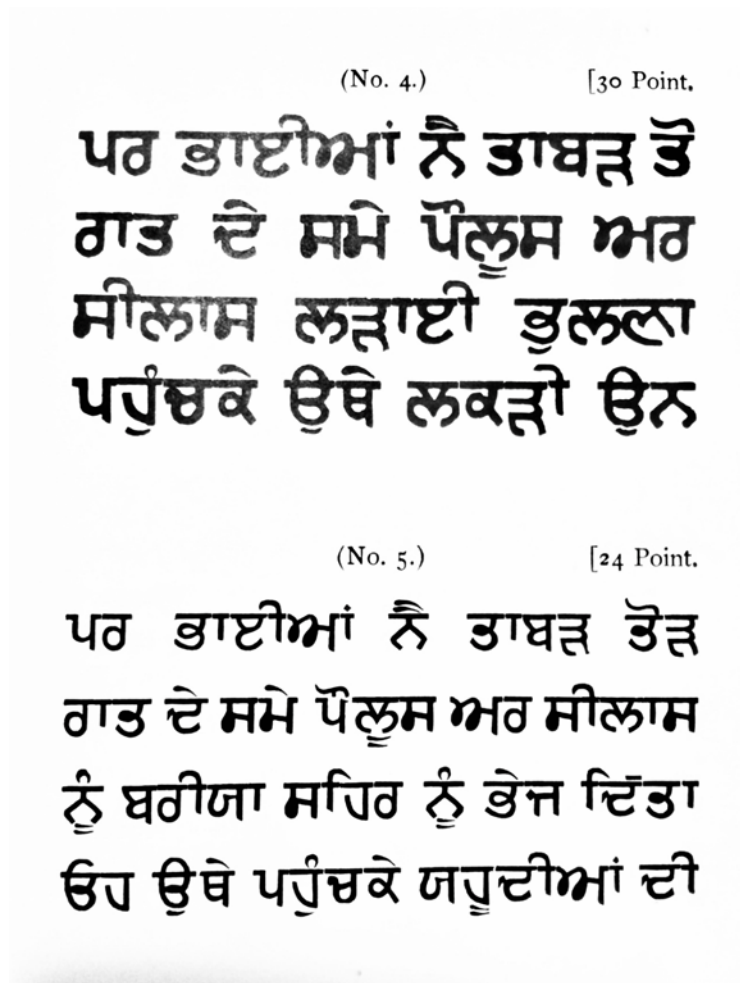 (No. 4.) [30 Point.
ਪਰ ਭਾਈਆਂ ਨੈ ਤਾਬੜ ਤੋ
ਰਾਤ ਦੇ ਸਮੇ ਪੌਲੂਸ ਅਰ
ਸੀਲਾਸ ਲੜਾਈ ਭੁਲਲਾ
ਪਹੁੰਚਕੇ ਉਥੇ ਲਕੜੀ ਉਨ
(No. 5.) [24 Point.
ਪਰ ਭਾਈਆਂ ਨੈ ਤਾਬੜ ਤੋੜ
ਰਾਤ ਦੇ ਸਮੇ ਪੌਲੂਸ ਅਰ ਸੀਲਾਸ
ਨੂੰ ਬਰੀਯਾ ਸਹਿਰ ਨੂੰ ਭੇਜ ਦਿੱਤਾ
ਓਹ ਉਥੇ ਪਹੁੰਚਕੇ ਯਹੂਦੀਆਂ ਦੀ